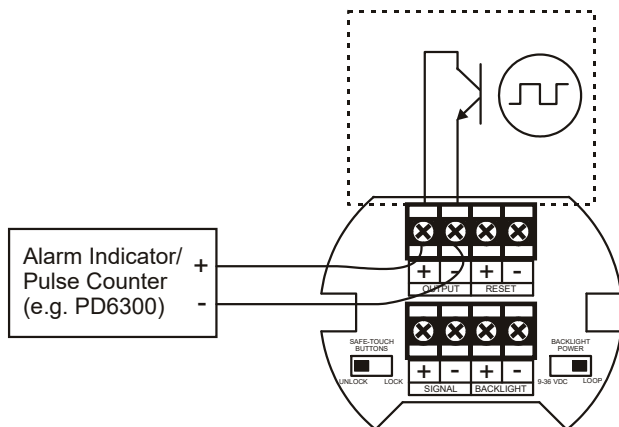 Alarm Indicator/
Pulse Counter
(e.g. PD6300)
+
-
+ - + -
OUTPUT RESET
SAFE-TOUCH
BUTTONS
UNLOCK LOCK
+ - + -
SIGNAL BACKLIGHT
BACKLIGHT
POWER
9-36 VDC LOOP